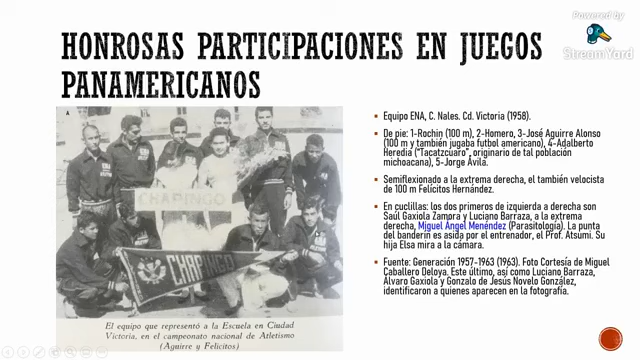 HONROSAS PARTICIPACIONES EN JUEGOS
PANAMERICANOS
Powered by
StreamYard
A
CHAPINGO
CHAPINGO
El equipo que representó a la Escuela en Ciudad
Victoria, en el campeonato nacional de Atletismo
(Aguirre y Felicitos)
Equipo ENA, C. Nales. Cd. Victoria (1958).
De pie: 1-Rochin (100 m), 2-Homero, 3-José Aguirre Alonso
(100 m y también jugaba futbol americano), 4-Adalberto
Heredia ("Tacatzcuaro", originario de tal población
michoacana), 5-Jorge Ávila.
Semiflexionado a la extrema derecha, el también velocista
de 100 m Felícitos Hernández.
En cuclillas: los dos primeros de izquierda a derecha son
Saúl Gaxiola Zamora y Luciano Barraza, a la extrema
derecha, Miguel Ángel Menéndez (Parasitología). La punta
del banderín es asida por el entrenador, el Prof. Atsumi. Su
hija Elsa mira a la cámara.
Fuente: Generación 1957-1963 (1963). Foto Cortesía de Miguel
Caballero Deloya. Este último, así como Luciano Barraza,
Álvaro Gaxiola y Gonzalo de Jesús Novelo González,
identificaron a quienes aparecen en la fotografía.